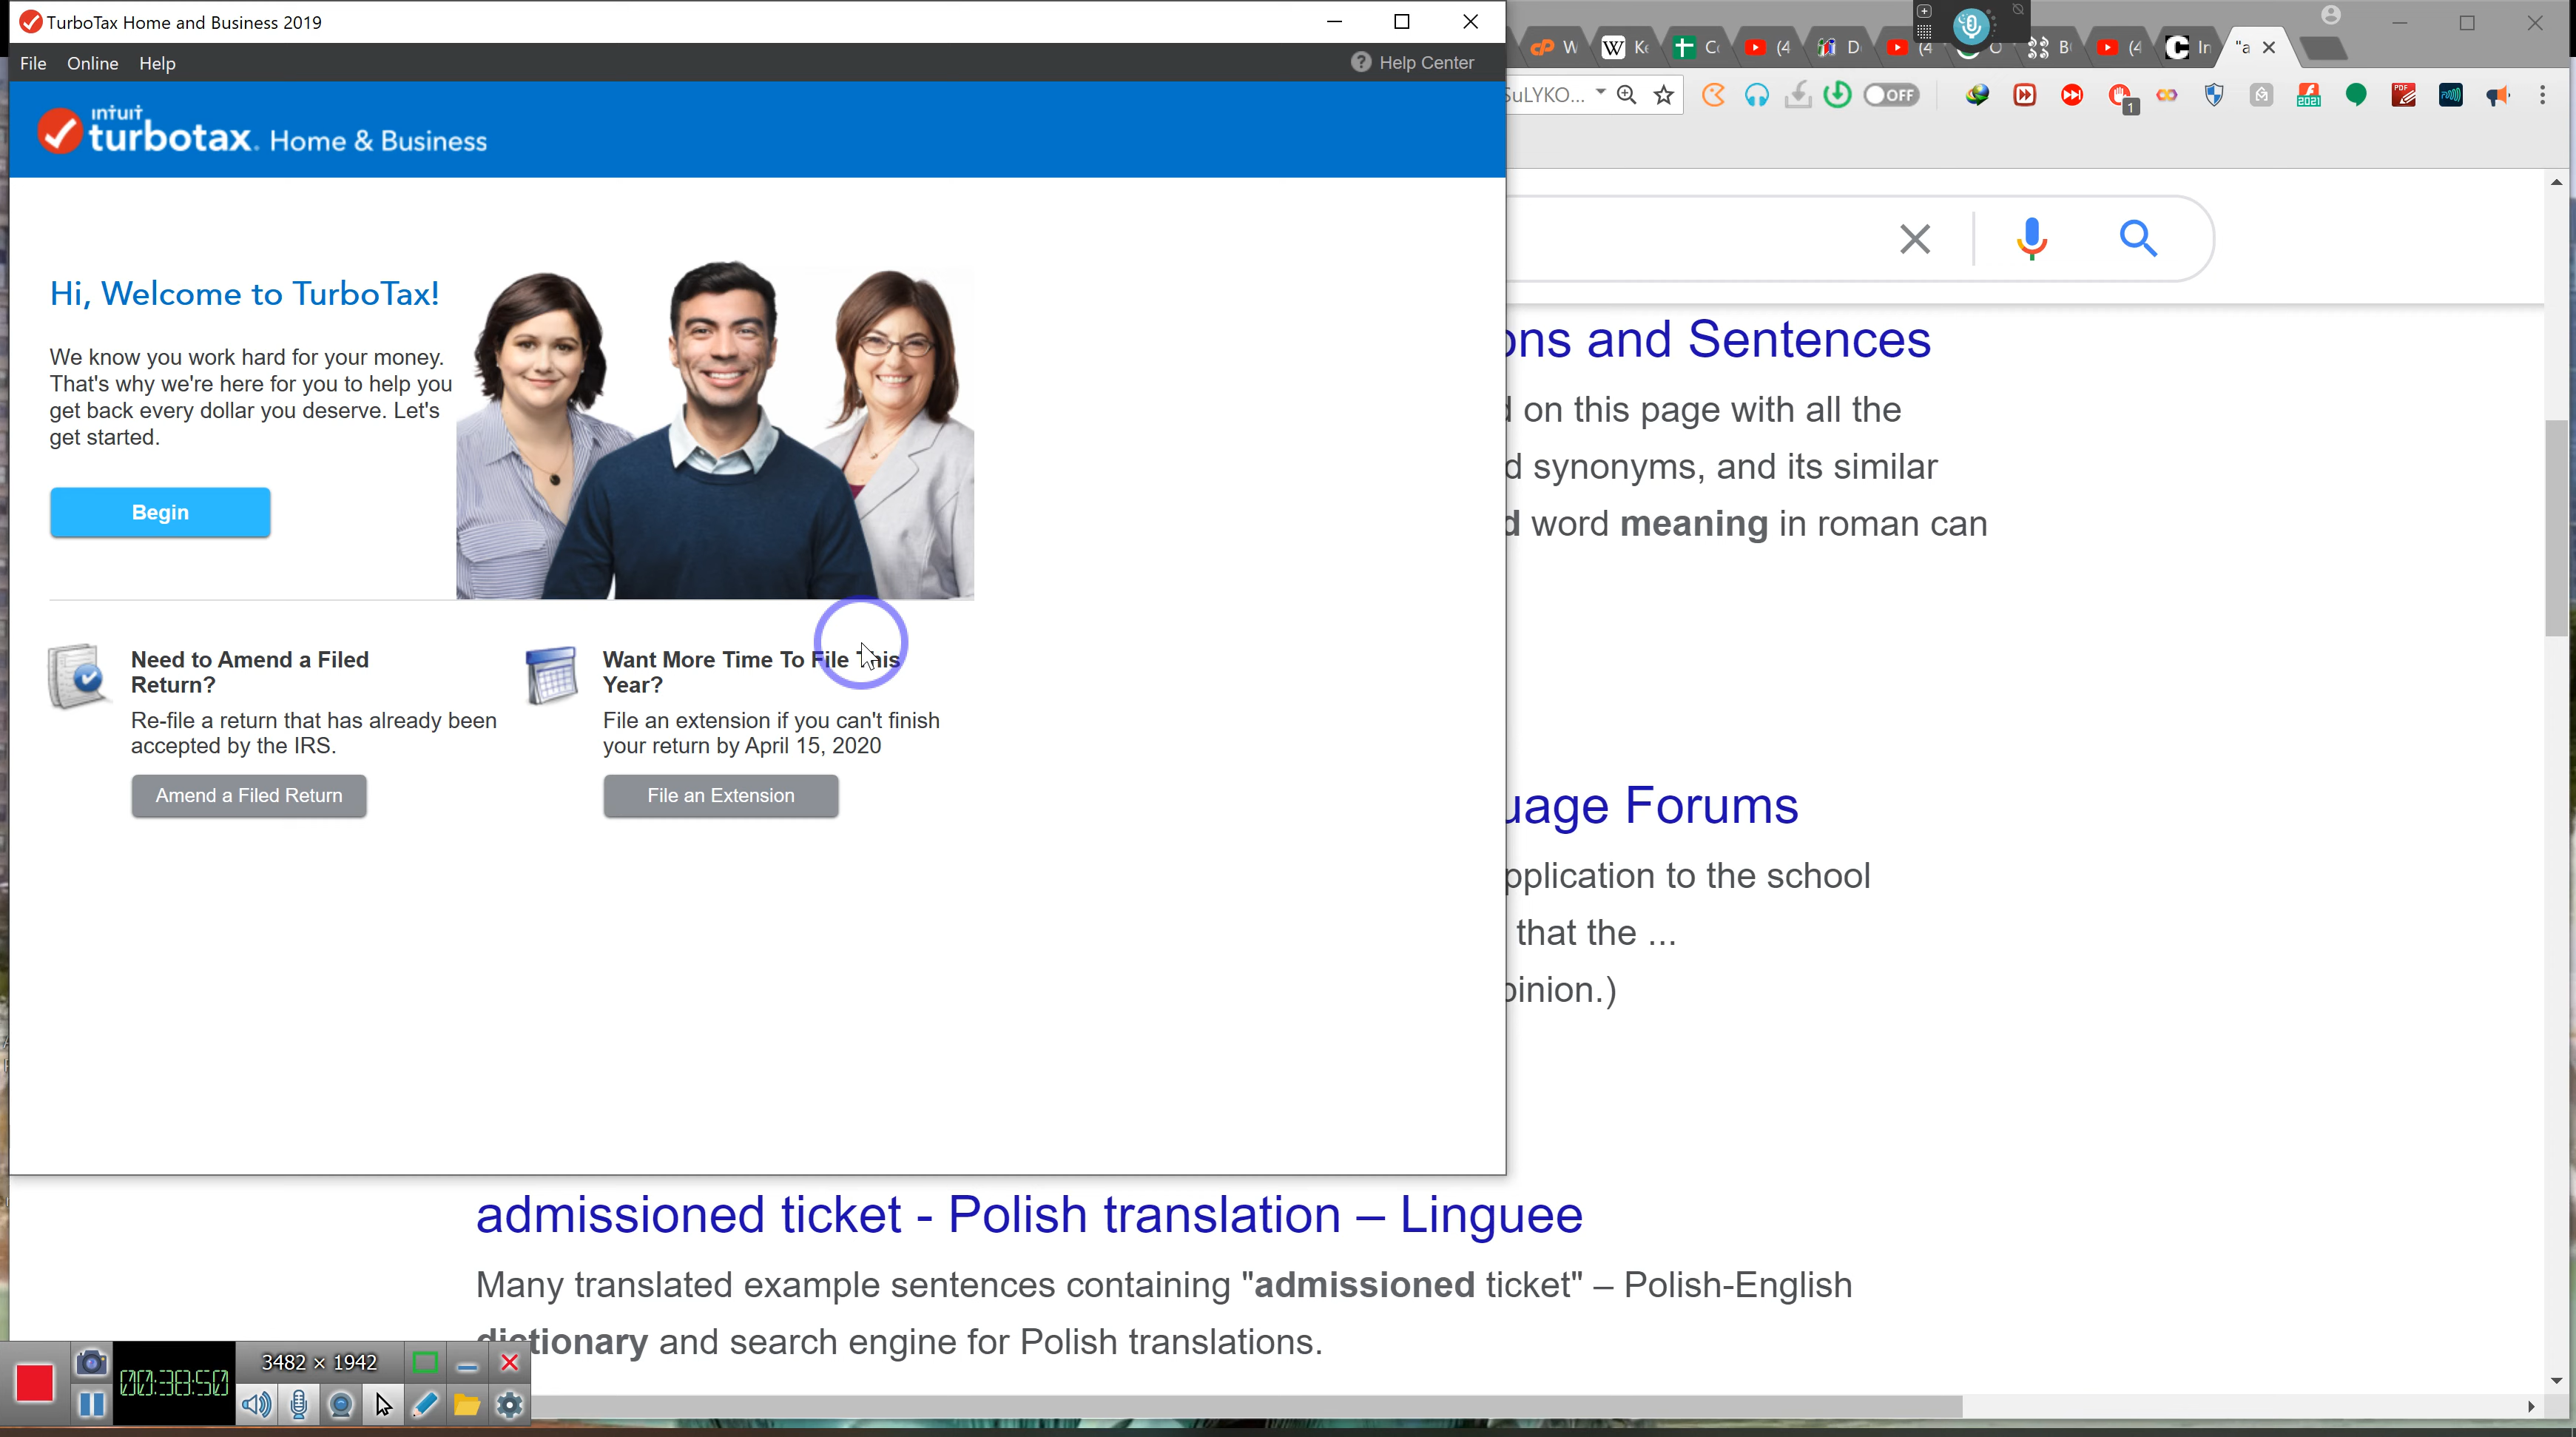 TurboTax Home and Business 2019
File Online Help
Help Center
intuit
turbotax. Home & Business
Hi, Welcome to TurboTax!
We know you work hard for your money.
That's why we're here for you to help you
get back every dollar you deserve. Let's
get started.
Begin
Need to Amend a Filed
Return?
Re-file a return that has already been
accepted by the IRS.
Amend a Filed Return
Want More Time To File This
Year?
File an extension if you can't finish
your return by April 15, 2020
File an Extension
SuLYKO...
OFF
1
2021
PDF
and Sentences
on this page with all the
synonyms, and its similar
word meaning in roman can
Forums
to the school
that the ...
admissioned ticket - Polish translation – Linguee
Many translated example sentences containing "admissioned ticket" – Polish-English
dictionary and search engine for Polish translations.
3482 × 1942
00:38:50